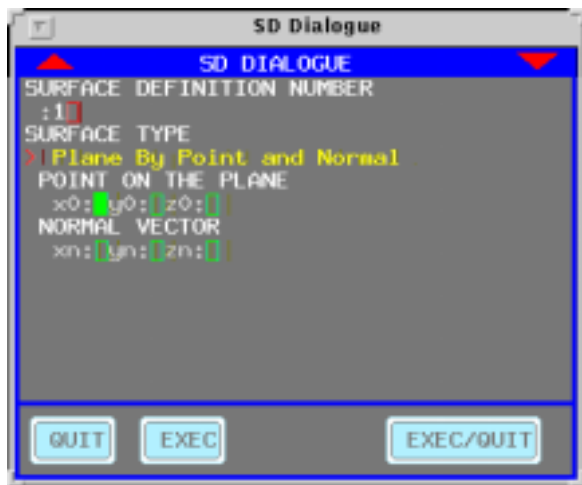 SD Dialogue
SD DIALOGUE
SURFACE DEFINITION NUMBER
:1
SURFACE TYPE
>|Plane By Point and Normal
POINT ON THE PLANE
x0: y0: z0:
NORMAL VECTOR
xn: yn: zn:
QUIT EXEC EXEC/QUIT